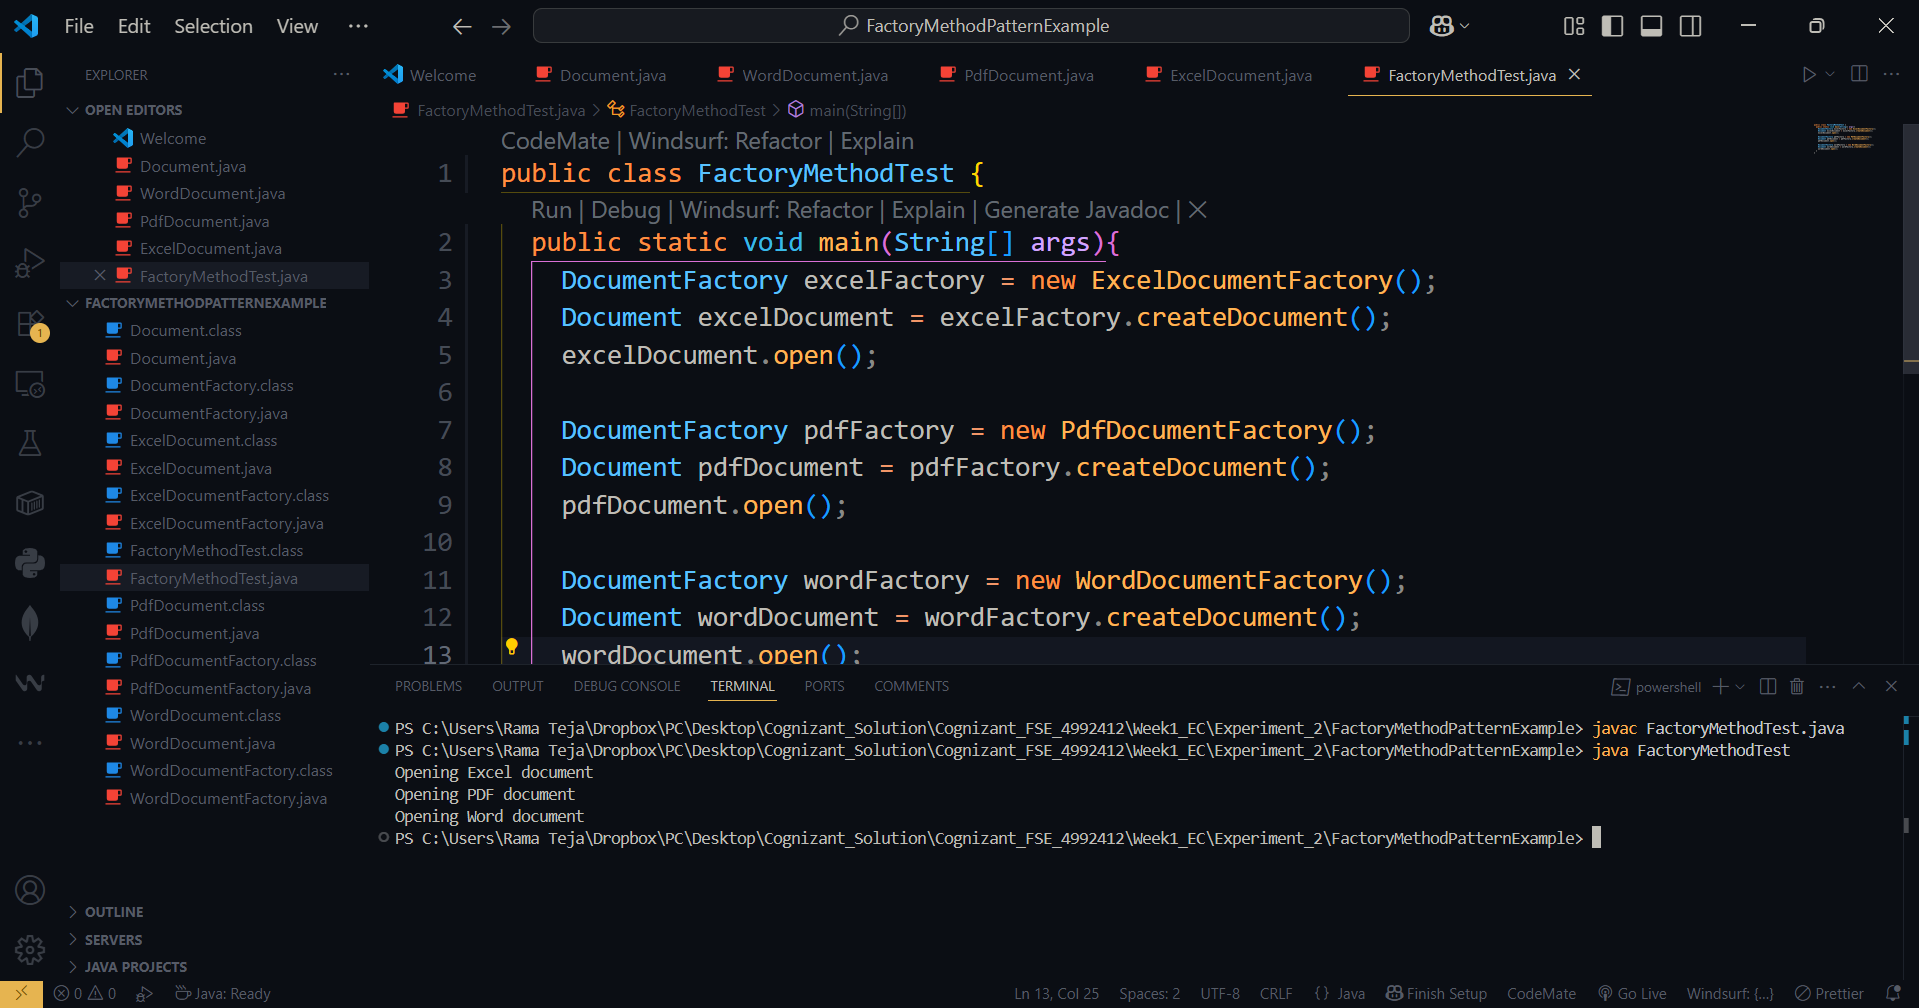 File Edit Selection View ··· FactoryMethodPatternExample
EXPLORER ···
OPEN EDITORS
Welcome
Document.java
WordDocument.java
PdfDocument.java
ExcelDocument.java
FactoryMethodTest.java
FACTORYMETHODPATTERNEXAMPLE
Document.class
Document.java
DocumentFactory.class
DocumentFactory.java
ExcelDocument.class
ExcelDocument.java
ExcelDocumentFactory.class
ExcelDocumentFactory.java
FactoryMethodTest.class
FactoryMethodTest.java
PdfDocument.class
PdfDocument.java
PdfDocumentFactory.class
PdfDocumentFactory.java
WordDocument.class
WordDocument.java
WordDocumentFactory.class
WordDocumentFactory.java
OUTLINE
SERVERS
JAVA PROJECTS
1
Welcome Document.java WordDocument.java PdfDocument.java ExcelDocument.java FactoryMethodTest.java
FactoryMethodTest.java > FactoryMethodTest > main(String[])
CodeMate | Windsurf: Refactor | Explain
1 public class FactoryMethodTest {
Run | Debug | Windsurf: Refactor | Explain | Generate Javadoc | ×
2 public static void main(String[] args){
3 DocumentFactory excelFactory = new ExcelDocumentFactory();
4 Document excelDocument = excelFactory.createDocument();
5 excelDocument.open();
6
7 DocumentFactory pdfFactory = new PdfDocumentFactory();
8 Document pdfDocument = pdfFactory.createDocument();
9 pdfDocument.open();
10
11 DocumentFactory wordFactory = new WordDocumentFactory();
12 Document wordDocument = wordFactory.createDocument();
13 wordDocument.open();
PROBLEMS OUTPUT DEBUG CONSOLE TERMINAL PORTS COMMENTS powershell
PS C:\Users\Rama Teja\Dropbox\PC\Desktop\Cognizant_Solution\Cognizant_FSE_4992412\Week1_EC\Experiment_2\FactoryMethodPatternExample> javac FactoryMethodTest.java
PS C:\Users\Rama Teja\Dropbox\PC\Desktop\Cognizant_Solution\Cognizant_FSE_4992412\Week1_EC\Experiment_2\FactoryMethodPatternExample> java FactoryMethodTest
Opening Excel document
Opening PDF document
Opening Word document
PS C:\Users\Rama Teja\Dropbox\PC\Desktop\Cognizant_Solution\Cognizant_FSE_4992412\Week1_EC\Experiment_2\FactoryMethodPatternExample>
0 0 Java: Ready Ln 13, Col 25 Spaces: 2 UTF-8 CRLF {} Java Finish Setup CodeMate Go Live Windsurf: {...} Prettier